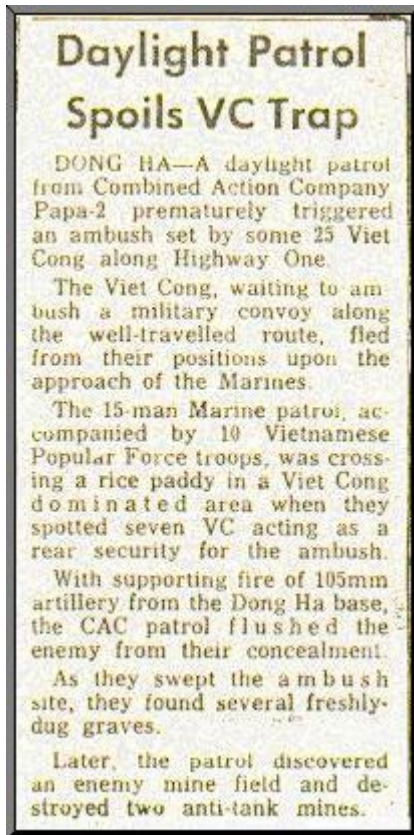 Daylight Patrol
Spoils VC Trap
DONG HA—A daylight patrol
from Combined Action Company
Papa-2 prematurely triggered
an ambush set by some 25 Viet
Cong along Highway One.
The Viet Cong, waiting to am-
bush a military convoy along
the well-travelled route, fled
from their positions upon the
approach of the Marines.
The 15-man Marine patrol, ac-
companied by 10 Vietnamese
Popular Force troops, was cross-
ing a rice paddy in a Viet Cong
dominated area when they
spotted seven VC acting as a
rear security for the ambush.
With supporting fire of 105mm
artillery from the Dong Ha base,
the CAC patrol flushed the
enemy from their concealment.
As they swept the ambush
site, they found several freshly-
dug graves.
Later, the patrol discovered
an enemy mine field and de-
stroyed two anti-tank mines.